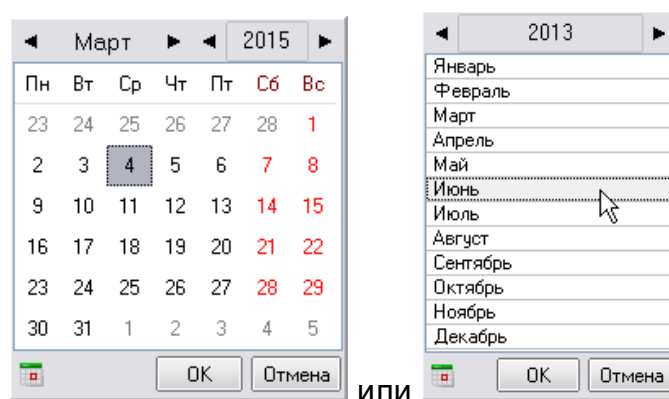 Март 2015
Пн Вт Ср Чт Пт Сб Вс
23 24 25 26 27 28 1
2 3 4 5 6 7 8
9 10 11 12 13 14 15
16 17 18 19 20 21 22
23 24 25 26 27 28 29
30 31 1 2 3 4 5
OK Отмена
или
2013
Январь
Февраль
Март
Апрель
Май
Июнь
Июль
Август
Сентябрь
Октябрь
Ноябрь
Декабрь
OK Отмена